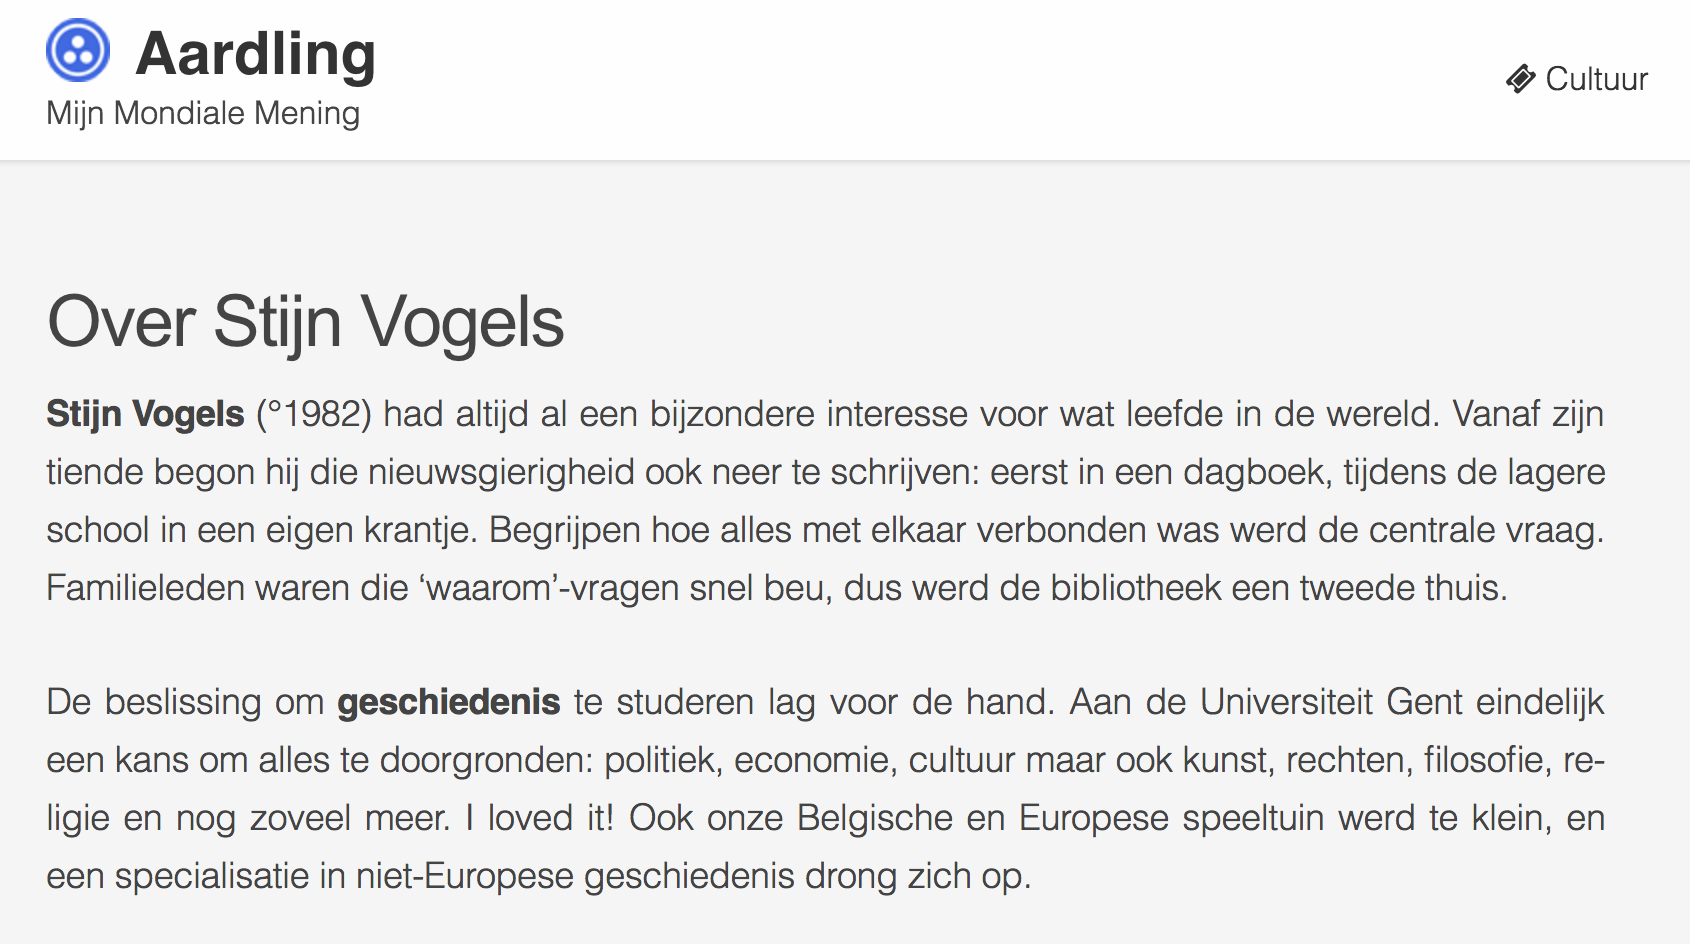 Aardling
Mijn Mondiale Mening
Cultuur
Over Stijn Vogels
Stijn Vogels (°1982) had altijd al een bijzondere interesse voor wat leefde in de wereld. Vanaf zijn
tiende begon hij die nieuwsgierigheid ook neer te schrijven: eerst in een dagboek, tijdens de lagere
school in een eigen krantje. Begrijpen hoe alles met elkaar verbonden was werd de centrale vraag.
Familieleden waren die ‘waarom’-vragen snel beu, dus werd de bibliotheek een tweede thuis.
De beslissing om geschiedenis te studeren lag voor de hand. Aan de Universiteit Gent eindelijk
een kans om alles te doorgronden: politiek, economie, cultuur maar ook kunst, rechten, filosofie, re-
ligie en nog zoveel meer. I loved it! Ook onze Belgische en Europese speeltuin werd te klein, en
een specialisatie in niet-Europese geschiedenis drong zich op.